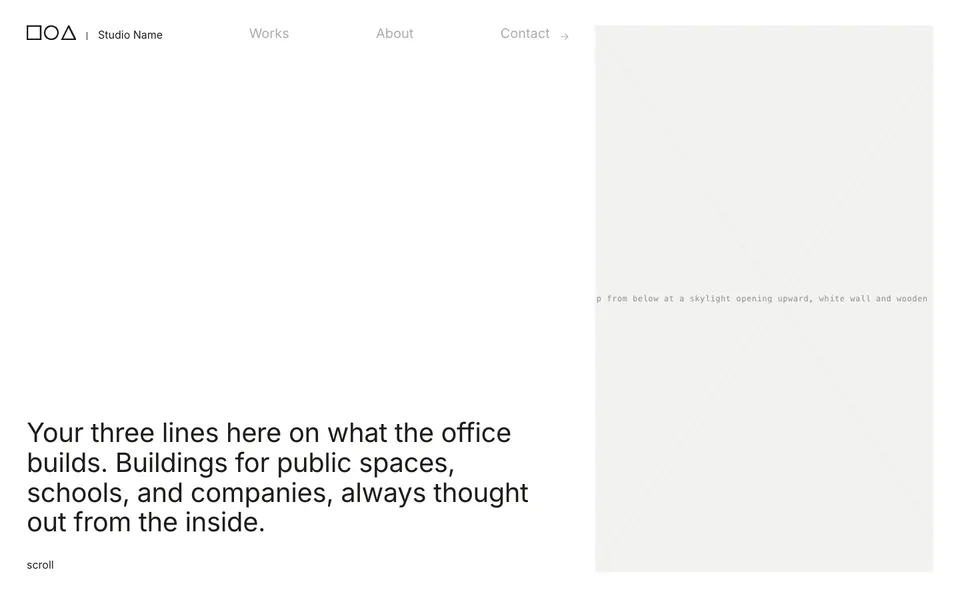 | Studio Name
Works
About
Contact →
p from below at a skylight opening upward, white wall and wooden
Your three lines here on what the office
builds. Buildings for public spaces,
schools, and companies, always thought
out from the inside.
scroll